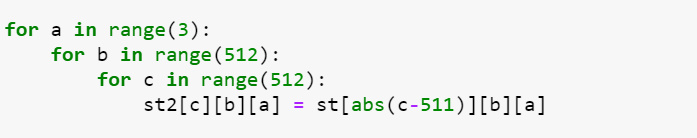 for a in range(3):
    for b in range(512):
        for c in range(512):
            st2[c][b][a] = st[abs(c-511)][b][a]